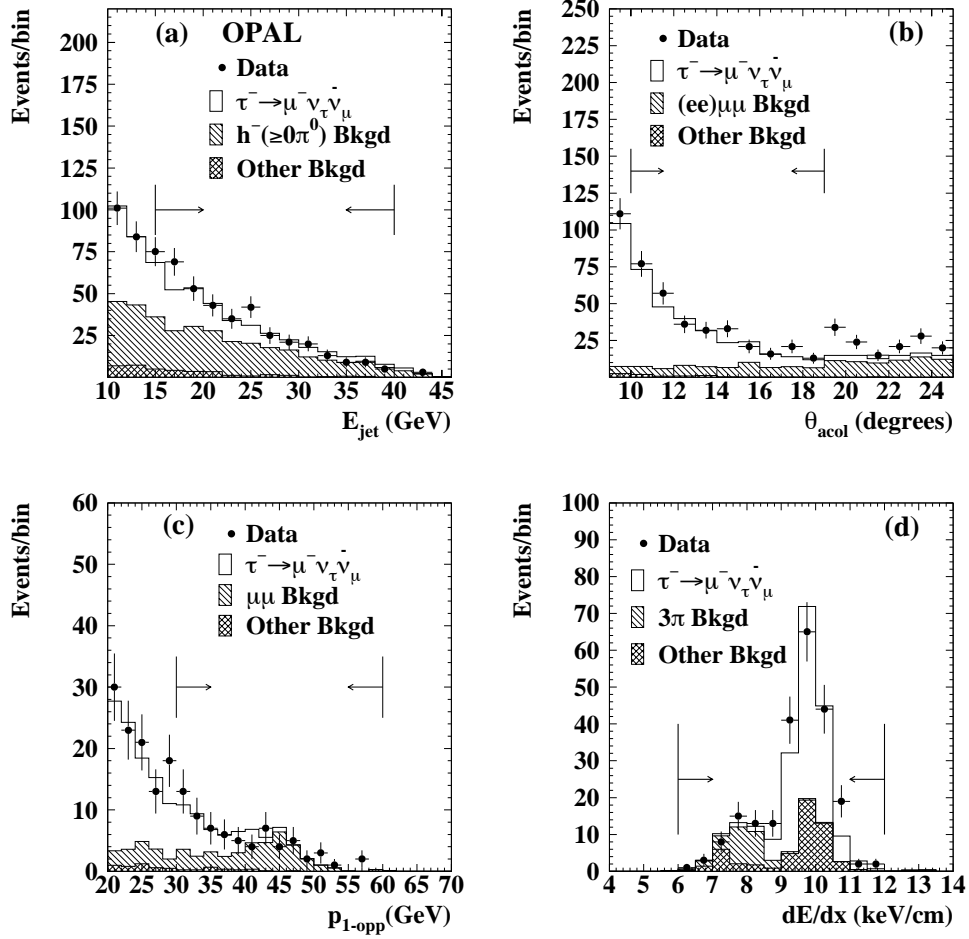 (a) OPAL
Data
τ⁻→μ⁻ν_τν̄_μ
h⁻(≥0π⁰) Bkgd
Other Bkgd
Events/bin
200
175
150
125
100
75
50
25
10 15 20 25 30 35 40 45
E_jet (GeV)
(b)
Data
τ⁻→μ⁻ν_τν̄_μ
(ee)μμ Bkgd
Other Bkgd
Events/bin
250
225
200
175
150
125
100
75
50
25
10 12 14 16 18 20 22 24
θ_acol (degrees)
(c)
Data
τ⁻→μ⁻ν_τν̄_μ
μμ Bkgd
Other Bkgd
Events/bin
60
50
40
30
20
10
0
20 25 30 35 40 45 50 55 60 65 70
p_1-opp(GeV)
(d)
Data
τ⁻→μ⁻ν_τν̄_μ
3π Bkgd
Other Bkgd
Events/bin
100
90
80
70
60
50
40
30
20
10
0
4 5 6 7 8 9 10 11 12 13 14
dE/dx (keV/cm)